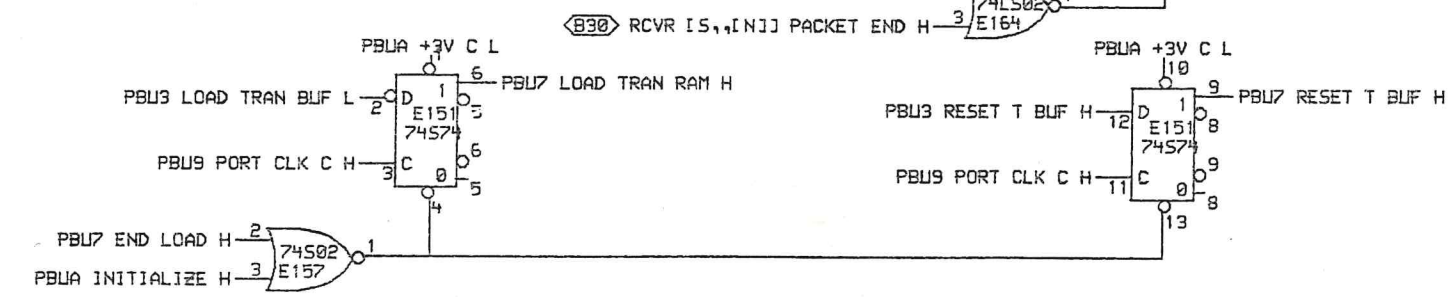 74LS02
E164
B30 RCVR [S,,[N]] PACKET END H 3
PBUA +3V C L
1
PBU3 LOAD TRAN BUF L
2
D
1
6
PBU7 LOAD TRAN RAM H
5
E151
74S74
PBU9 PORT CLK C H
3
C
0
6
5
4
PBU7 END LOAD H 2
PBUA INITIALIZE H 3
74S02
E157
1
PBUA +3V C L
10
PBU3 RESET T BUF H
12
D
1
9
PBU7 RESET T BUF H
8
E151
74S74
PBU9 PORT CLK C H
11
C
0
9
8
13